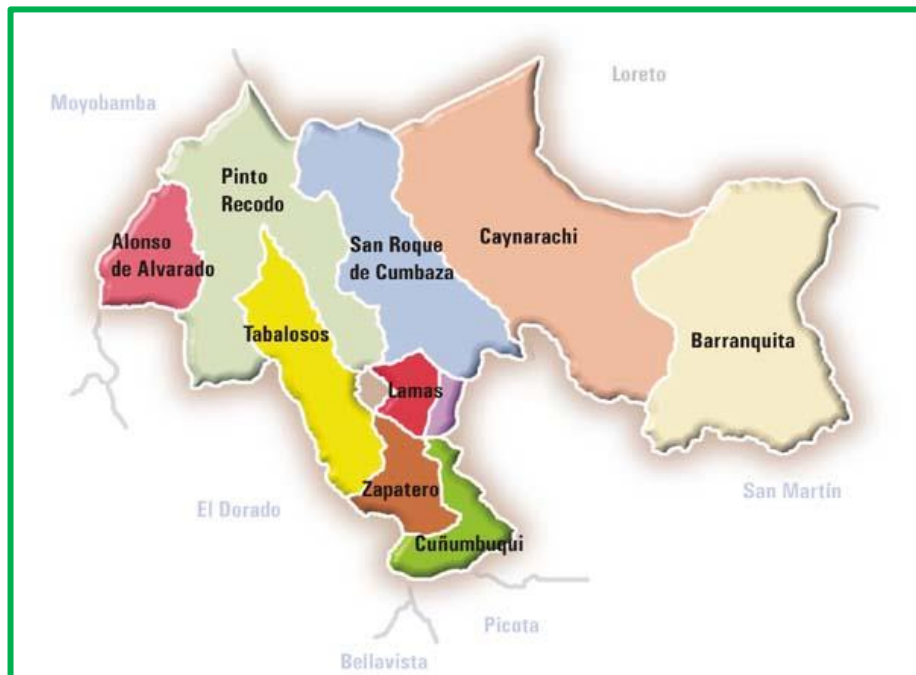 Loreto
Moyobamba
Pinto
Recodo
Alonso
de Alvarado
San Roque
de Cumbaza
Caynarachi
Tabalosos
Barranquita
Lamas
Zapatero
San Martín
El Dorado
Cuñumbuqui
Picota
Bellavista